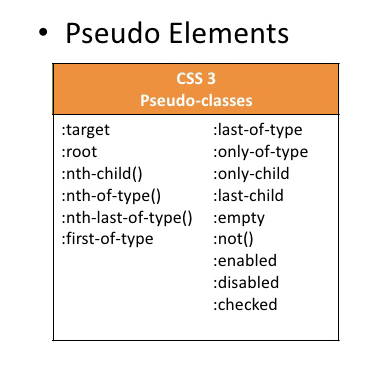 • Pseudo Elements
CSS 3
Pseudo-classes
:target
:root
:nth-child()
:nth-of-type()
:nth-last-of-type()
:first-of-type
:last-of-type
:only-of-type
:only-child
:last-child
:empty
:not()
:enabled
:disabled
:checked